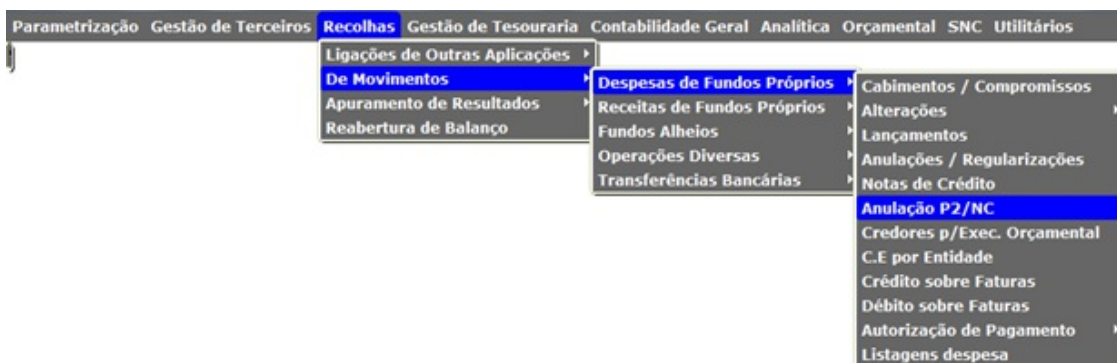 Parametrização Gestão de Terceiros Recolhas Gestão de Tesouraria Contabilidade Geral Analítica Orçamental SNC Utilitários
Ligações de Outras Aplicações
De Movimentos
Apuramento de Resultados
Reabertura de Balanço
Despesas de Fundos Próprios
Receitas de Fundos Próprios
Fundos Alheios
Operações Diversas
Transferências Bancárias
Cabimentos / Compromissos
Alterações
Lançamentos
Anulações / Regularizações
Notas de Crédito
Anulação P2/NC
Credores p/Exec. Orçamental
C.E por Entidade
Crédito sobre Faturas
Débito sobre Faturas
Autorização de Pagamento
Listagens despesa